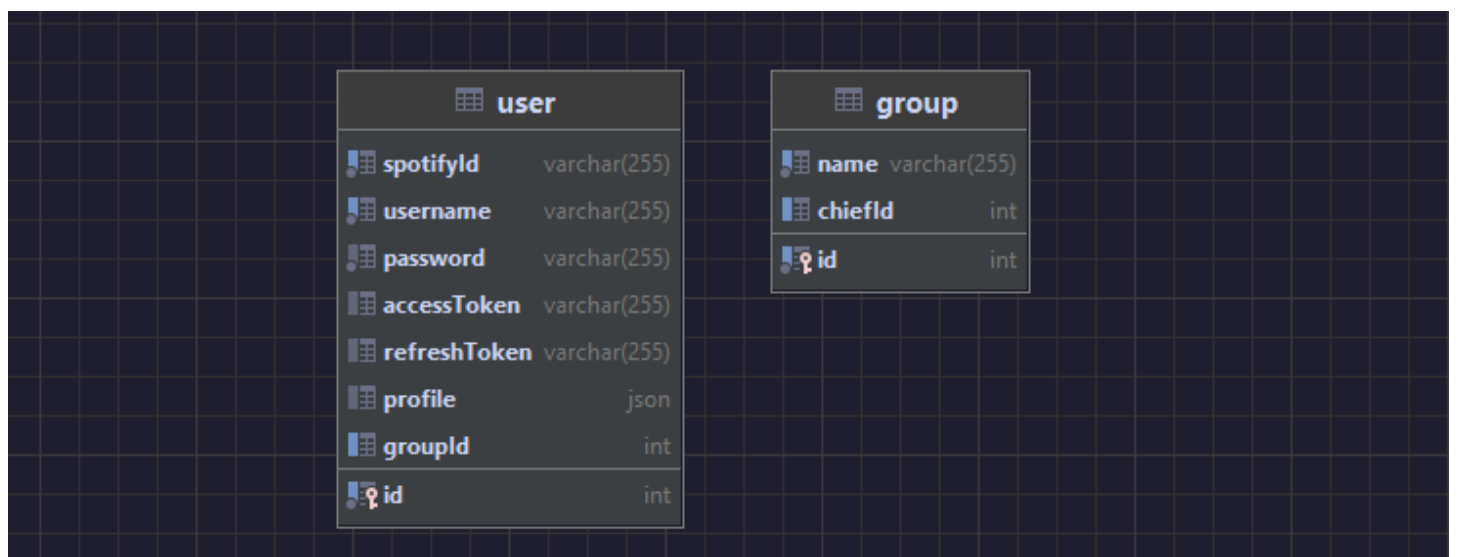 user
spotifyId varchar(255)
username varchar(255)
password varchar(255)
accessToken varchar(255)
refreshToken varchar(255)
profile json
groupId int
id int
group
name varchar(255)
chiefId int
id int